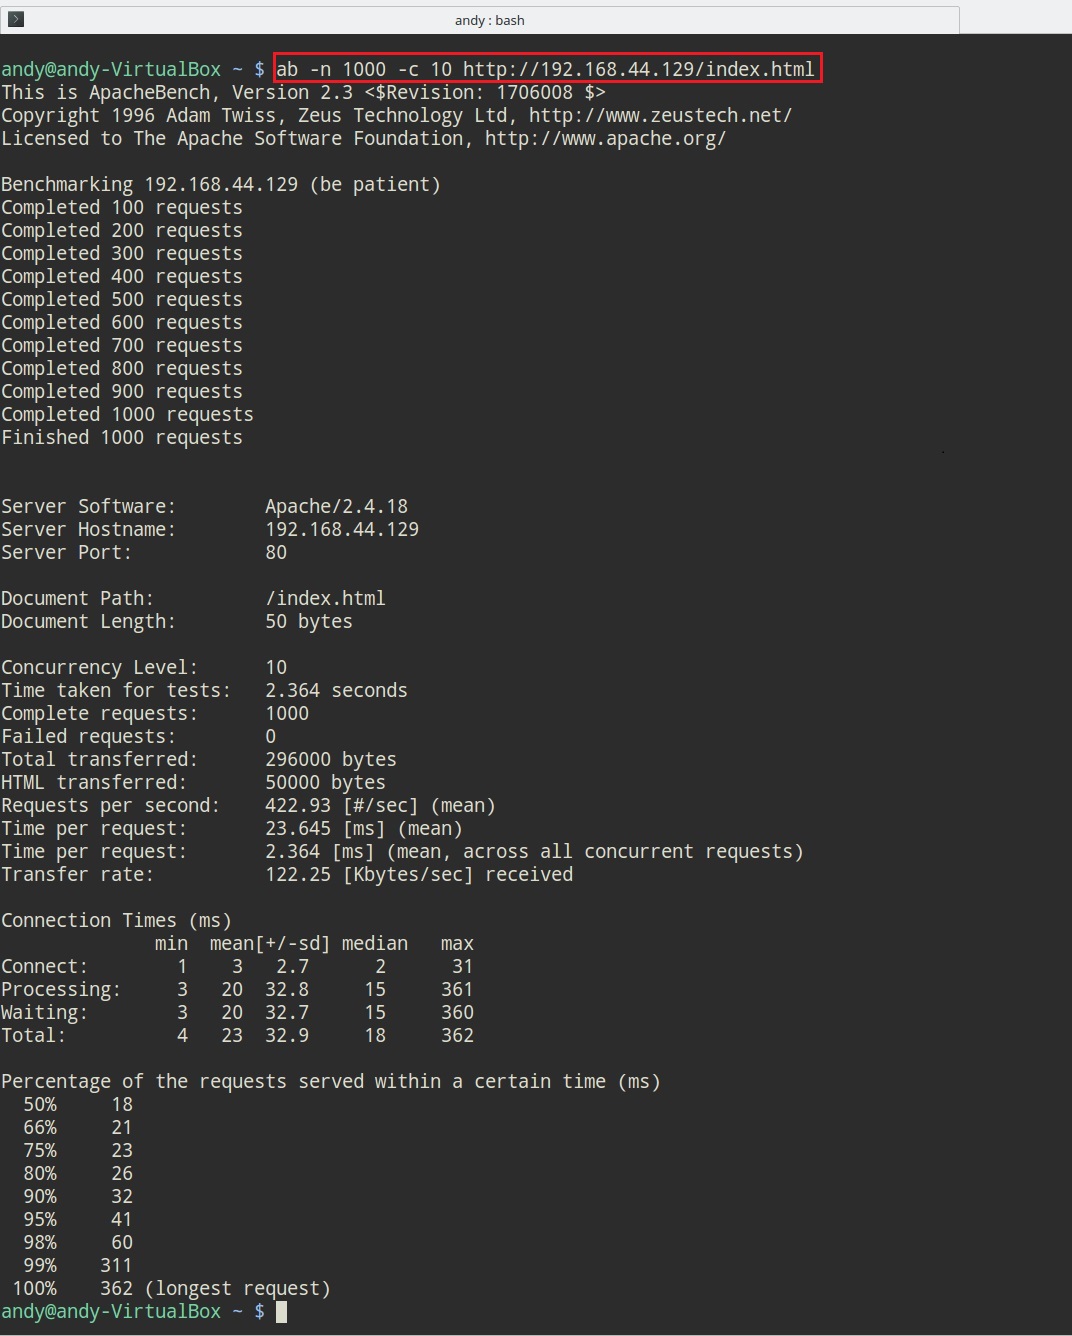 andy : bash
andy@andy-VirtualBox ~ $ ab -n 1000 -c 10 http://192.168.44.129/index.html
This is ApacheBench, Version 2.3 <$Revision: 1706008 $>
Copyright 1996 Adam Twiss, Zeus Technology Ltd, http://www.zeustech.net/
Licensed to The Apache Software Foundation, http://www.apache.org/

Benchmarking 192.168.44.129 (be patient)
Completed 100 requests
Completed 200 requests
Completed 300 requests
Completed 400 requests
Completed 500 requests
Completed 600 requests
Completed 700 requests
Completed 800 requests
Completed 900 requests
Completed 1000 requests
Finished 1000 requests


Server Software:        Apache/2.4.18
Server Hostname:        192.168.44.129
Server Port:            80

Document Path:          /index.html
Document Length:        50 bytes

Concurrency Level:      10
Time taken for tests:   2.364 seconds
Complete requests:      1000
Failed requests:        0
Total transferred:      296000 bytes
HTML transferred:       50000 bytes
Requests per second:    422.93 [#/sec] (mean)
Time per request:       23.645 [ms] (mean)
Time per request:       2.364 [ms] (mean, across all concurrent requests)
Transfer rate:          122.25 [Kbytes/sec] received

Connection Times (ms)
              min  mean[+/-sd] median   max
Connect:        1    3   2.7      2      31
Processing:     3   20  32.8     15     361
Waiting:        3   20  32.7     15     360
Total:          4   23  32.9     18     362

Percentage of the requests served within a certain time (ms)
  50%     18
  66%     21
  75%     23
  80%     26
  90%     32
  95%     41
  98%     60
  99%    311
 100%    362 (longest request)
andy@andy-VirtualBox ~ $